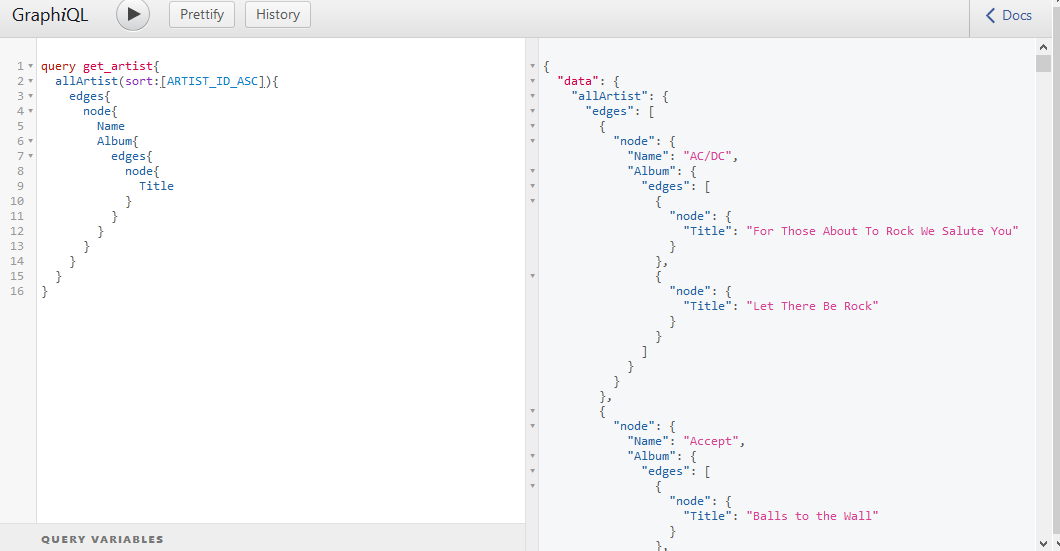 GraphiQL Prettify History Docs
1 query get_artist{
2 allArtist(sort:[ARTIST_ID_ASC]){
3 edges{
4 node{
5 Name
6 Album{
7 edges{
8 node{
9 Title
10 }
11 }
12 }
13 }
14 }
15 }
16 }
QUERY VARIABLES
{
"data": {
"allArtist": {
"edges": [
{
"node": {
"Name": "AC/DC",
"Album": {
"edges": [
{
"node": {
"Title": "For Those About To Rock We Salute You"
}
},
{
"node": {
"Title": "Let There Be Rock"
}
}
]
}
}
},
{
"node": {
"Name": "Accept",
"Album": {
"edges": [
{
"node": {
"Title": "Balls to the Wall"
}
},